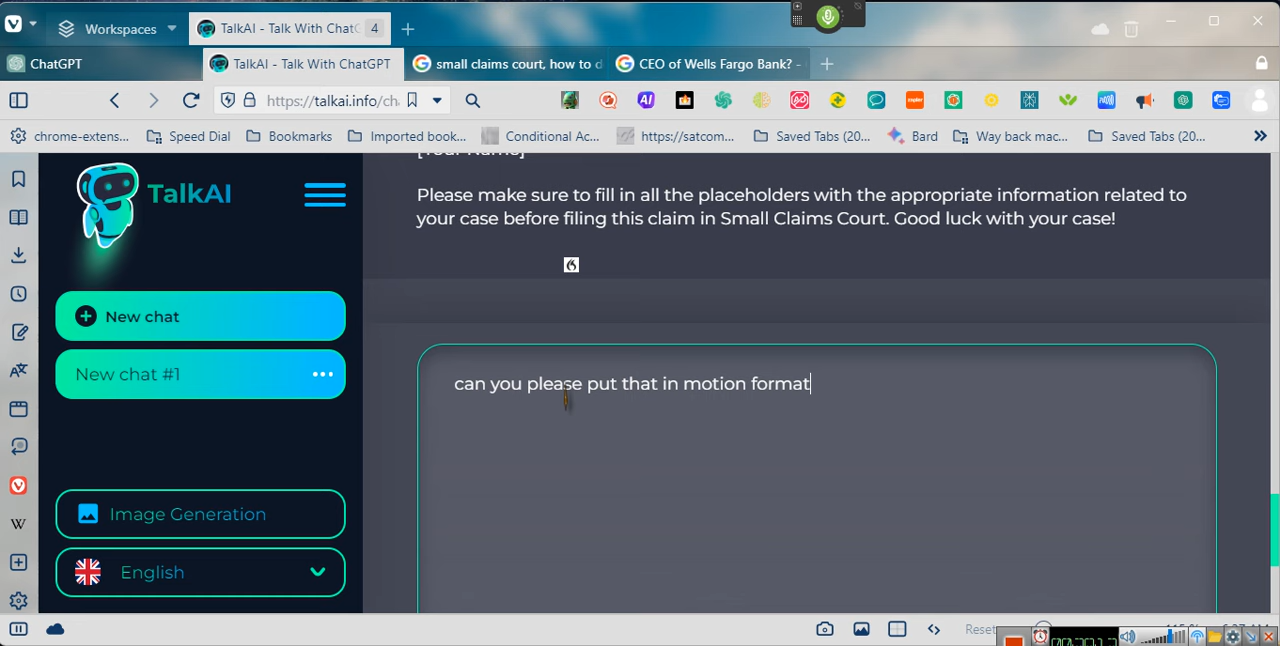 Workspaces
TalkAI - Talk With ChatG 4
ChatGPT
TalkAI - Talk With ChatGPT
small claims court, how to d
CEO of Wells Fargo Bank? -
https://talkai.info/cha
chrome-extens...
Speed Dial
Bookmarks
Imported book...
Conditional Ac...
https://satcom...
Saved Tabs (20...
Bard
Way back mac...
Saved Tabs (20...
TalkAI
[Your Name]
Please make sure to fill in all the placeholders with the appropriate information related to
your case before filing this claim in Small Claims Court. Good luck with your case!
New chat
New chat #1
can you please put that in motion format
Image Generation
English
W
Reset